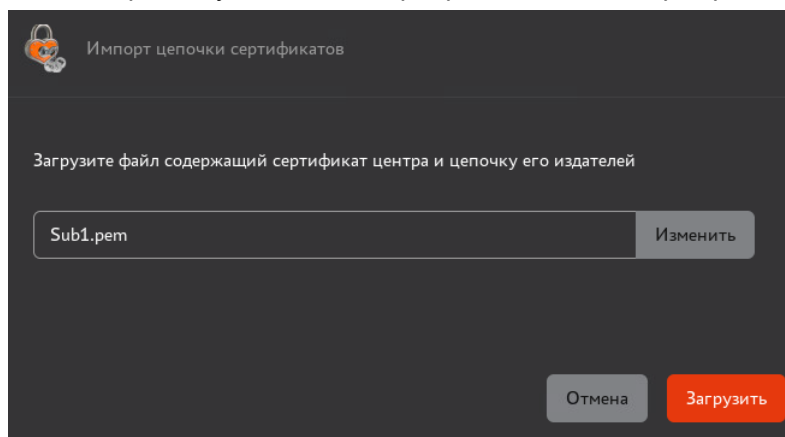 Импорт цепочки сертификатов
Загрузите файл содержащий сертификат центра и цепочку его издателей
Sub1.pem
Изменить
Отмена
Загрузить